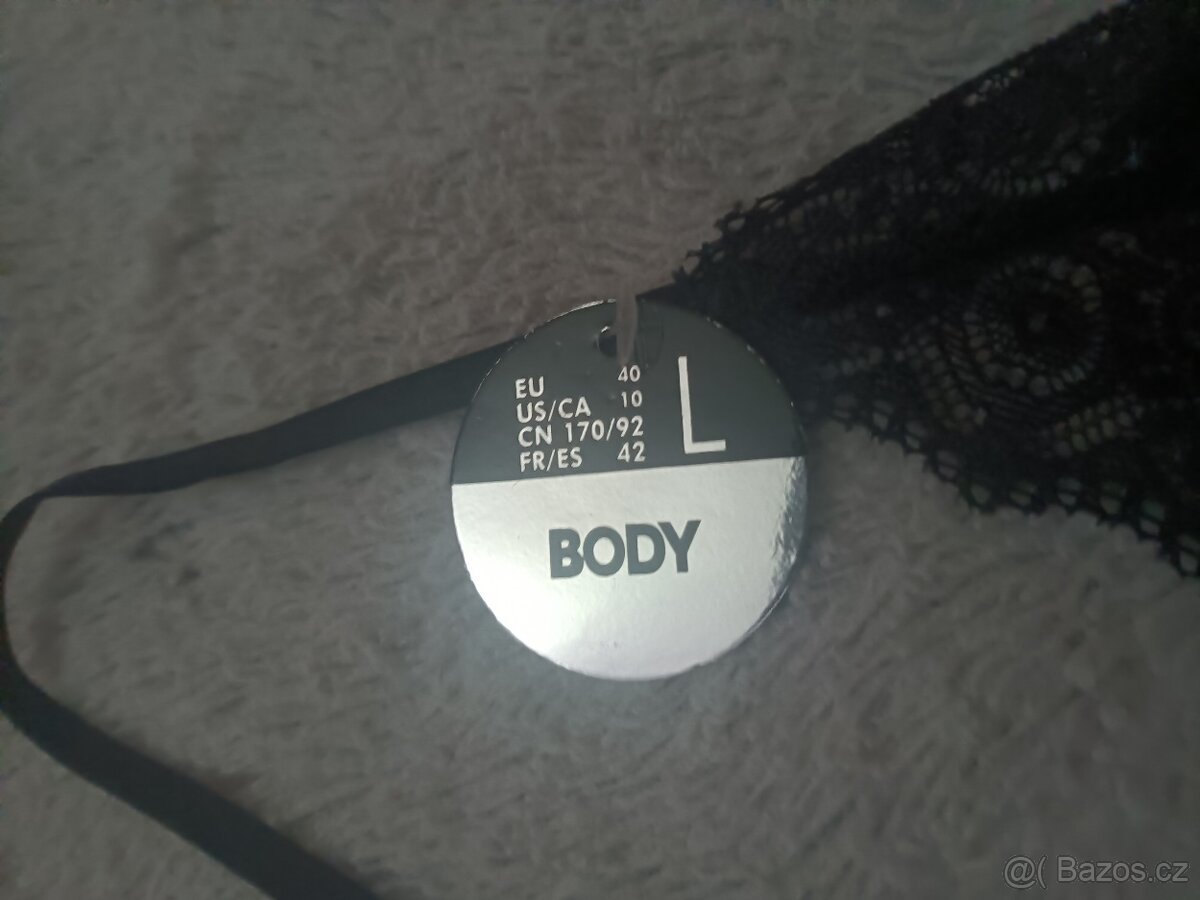 EU 40
US/CA 10
CN 170/92
FR/ES 42
L
BODY
@( Bazos.cz